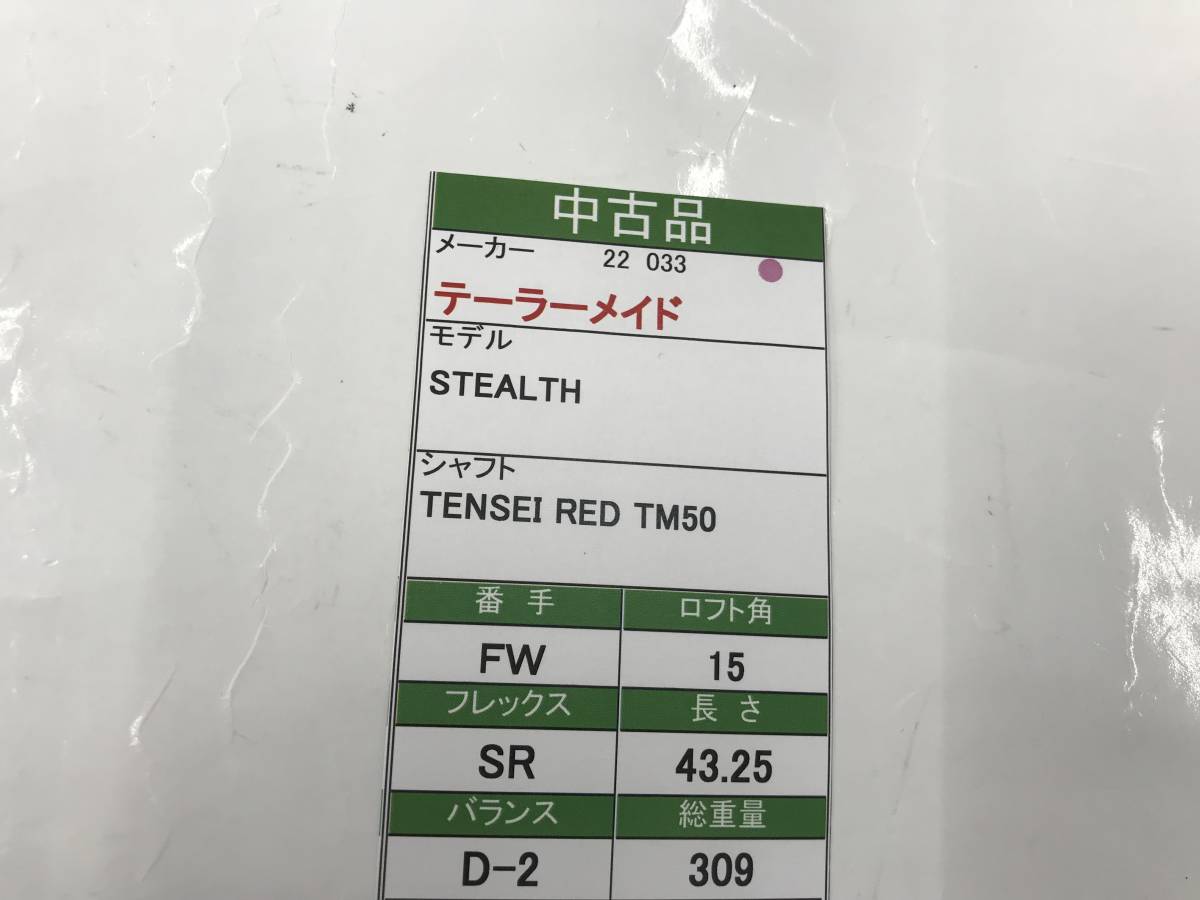 中古品
メーカー 22 033
テーラーメイド
モデル
STEALTH
シャフト
TENSEI RED TM50
番手 ロフト角
FW 15
フレックス 長さ
SR 43.25
バランス 総重量
D-2 309